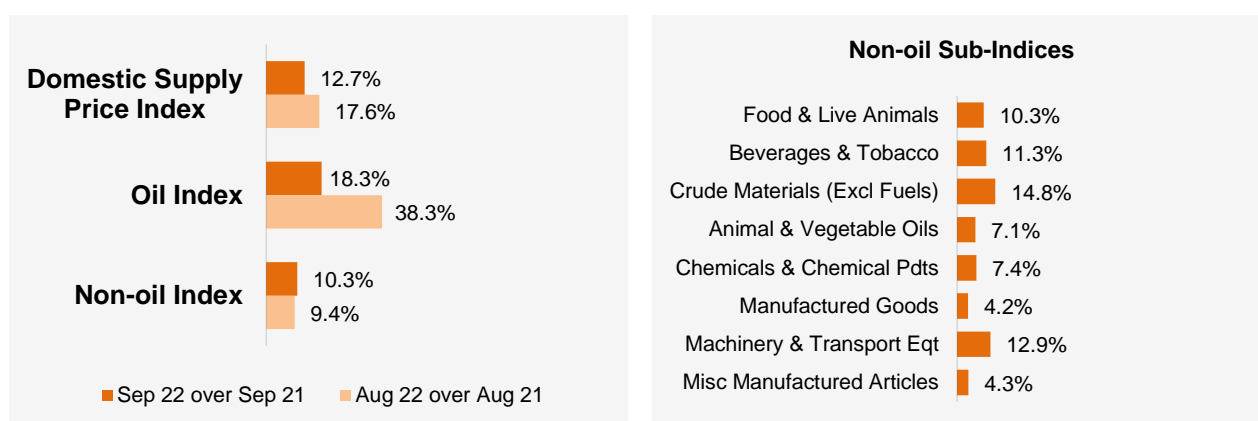 Domestic Supply
Price Index
12.7%
17.6%
Oil Index
18.3%
38.3%
Non-oil Index
10.3%
9.4%
Sep 22 over Sep 21
Aug 22 over Aug 21
Non-oil Sub-Indices
Food & Live Animals 10.3%
Beverages & Tobacco 11.3%
Crude Materials (Excl Fuels) 14.8%
Animal & Vegetable Oils 7.1%
Chemicals & Chemical Pdts 7.4%
Manufactured Goods 4.2%
Machinery & Transport Eqt 12.9%
Misc Manufactured Articles 4.3%